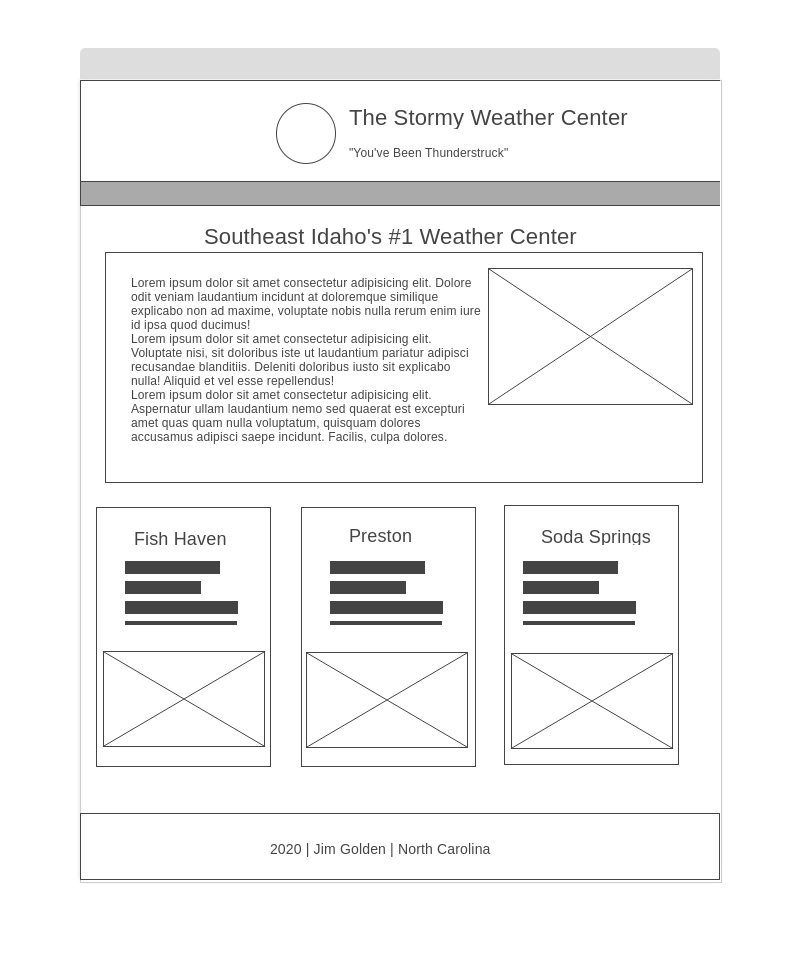 The Stormy Weather Center
"You've Been Thunderstruck"
Southeast Idaho's #1 Weather Center
Lorem ipsum dolor sit amet consectetur adipisicing elit. Dolore
odit veniam laudantium incidunt at doloremque similique
explicabo non ad maxime, voluptate nobis nulla rerum enim iure
id ipsa quod ducimus!
Lorem ipsum dolor sit amet consectetur adipisicing elit.
Voluptate nisi, sit doloribus iste ut laudantium pariatur adipisci
recusandae blanditiis. Deleniti doloribus iusto sit explicabo
nulla! Aliquid et vel esse repellendus!
Lorem ipsum dolor sit amet consectetur adipisicing elit.
Aspernatur ullam laudantium nemo sed quaerat est excepturi
amet quas quam nulla voluptatum, quisquam dolores
accusamus adipisci saepe incidunt. Facilis, culpa dolores.
Fish Haven
Preston
Soda Springs
2020 | Jim Golden | North Carolina